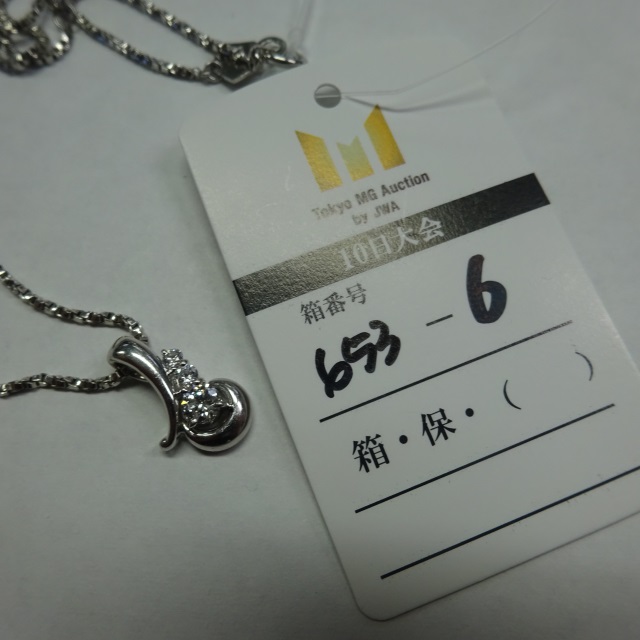 Tokyo MG Auction
by JWA
10日大会
箱番号
653-6
箱・保・（　）